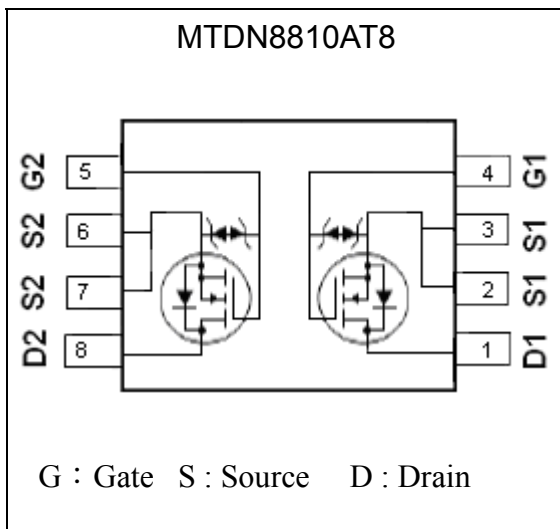 MTDN8810AT8
G2 5 4 G1
S2 6 3 S1
S2 7 2 S1
D2 8 1 D1
G：Gate S : Source D : Drain